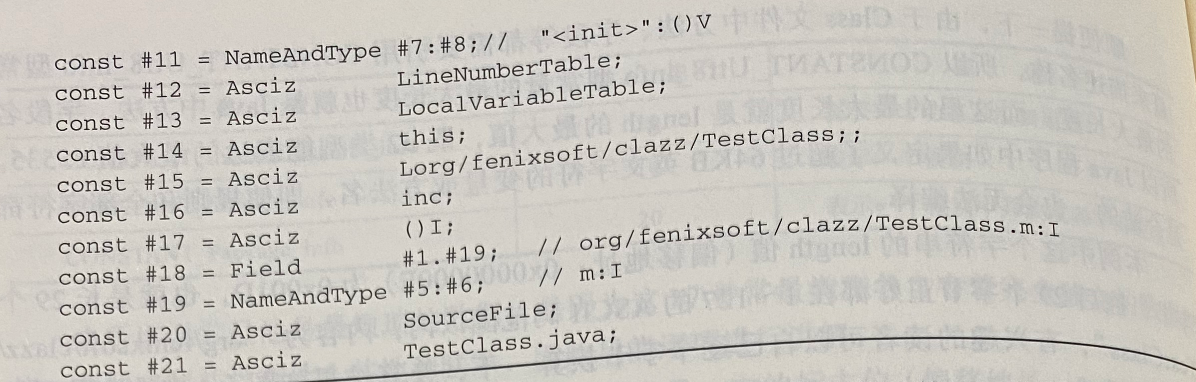 const #11 = NameAndType #7:#8;// "<init>":()V
const #12 = Asciz LineNumberTable;
const #13 = Asciz LocalVariableTable;
const #14 = Asciz this;
const #15 = Asciz Lorg/fenixsoft/clazz/TestClass;;
const #16 = Asciz inc;
const #17 = Asciz ()I;
const #18 = Field #1.#19; // org/fenixsoft/clazz/TestClass.m:I
const #19 = NameAndType #5:#6; // m:I
const #20 = Asciz SourceFile;
const #21 = Asciz TestClass.java;